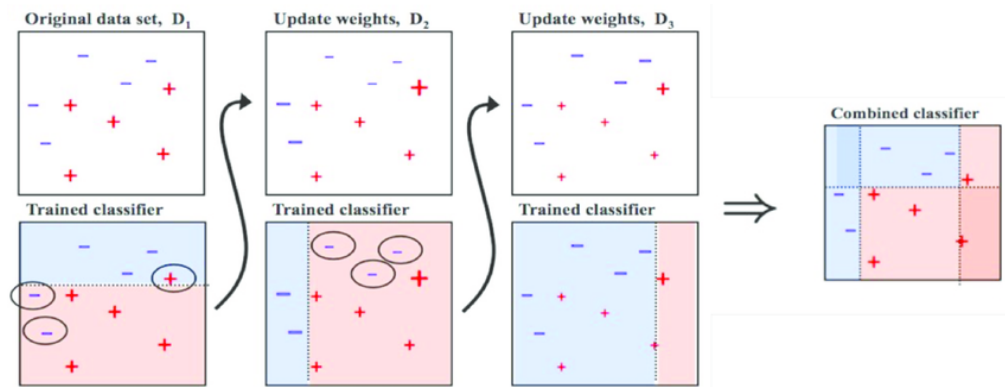 Original data set, D₁
Update weights, D₂
Update weights, D₃
Combined classifier
Trained classifier
Trained classifier
Trained classifier